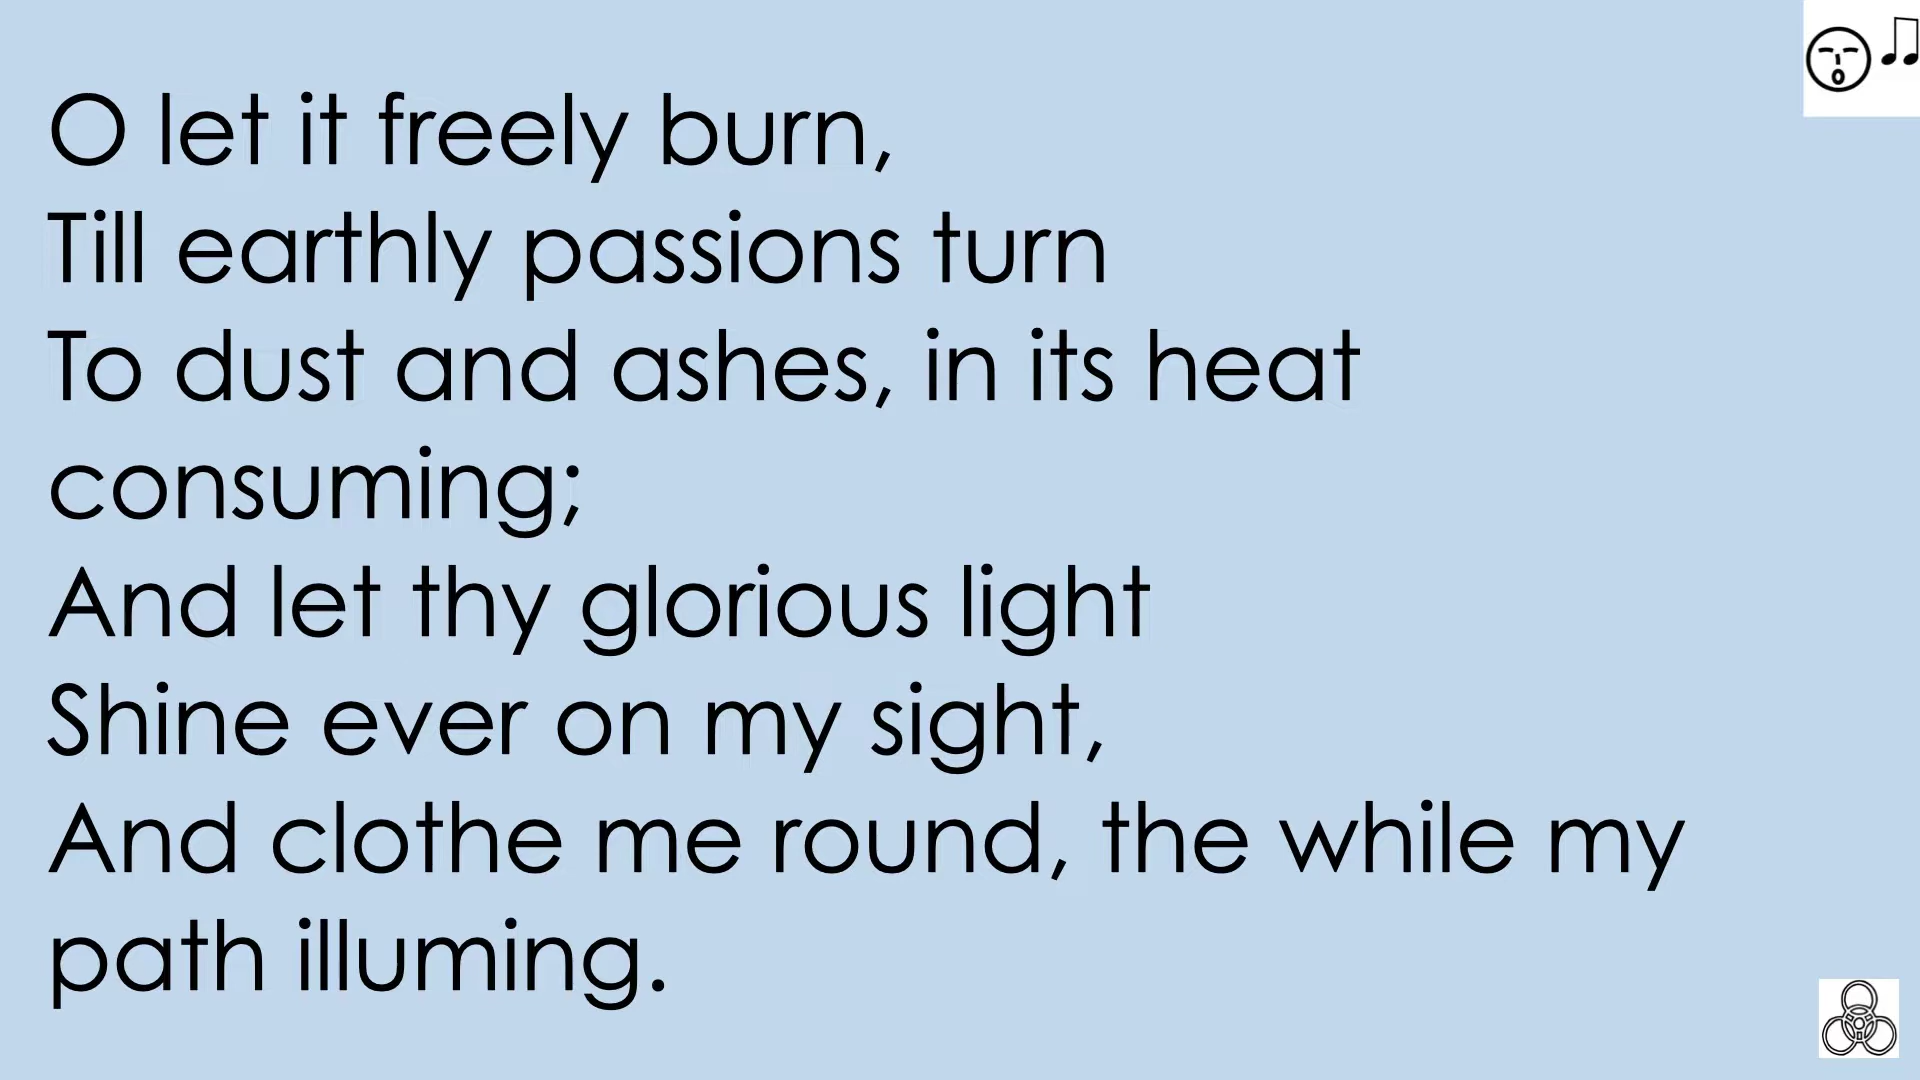 O let it freely burn,
Till earthly passions turn
To dust and ashes, in its heat
consuming;
And let thy glorious light
Shine ever on my sight,
And clothe me round, the while my
path illuming.